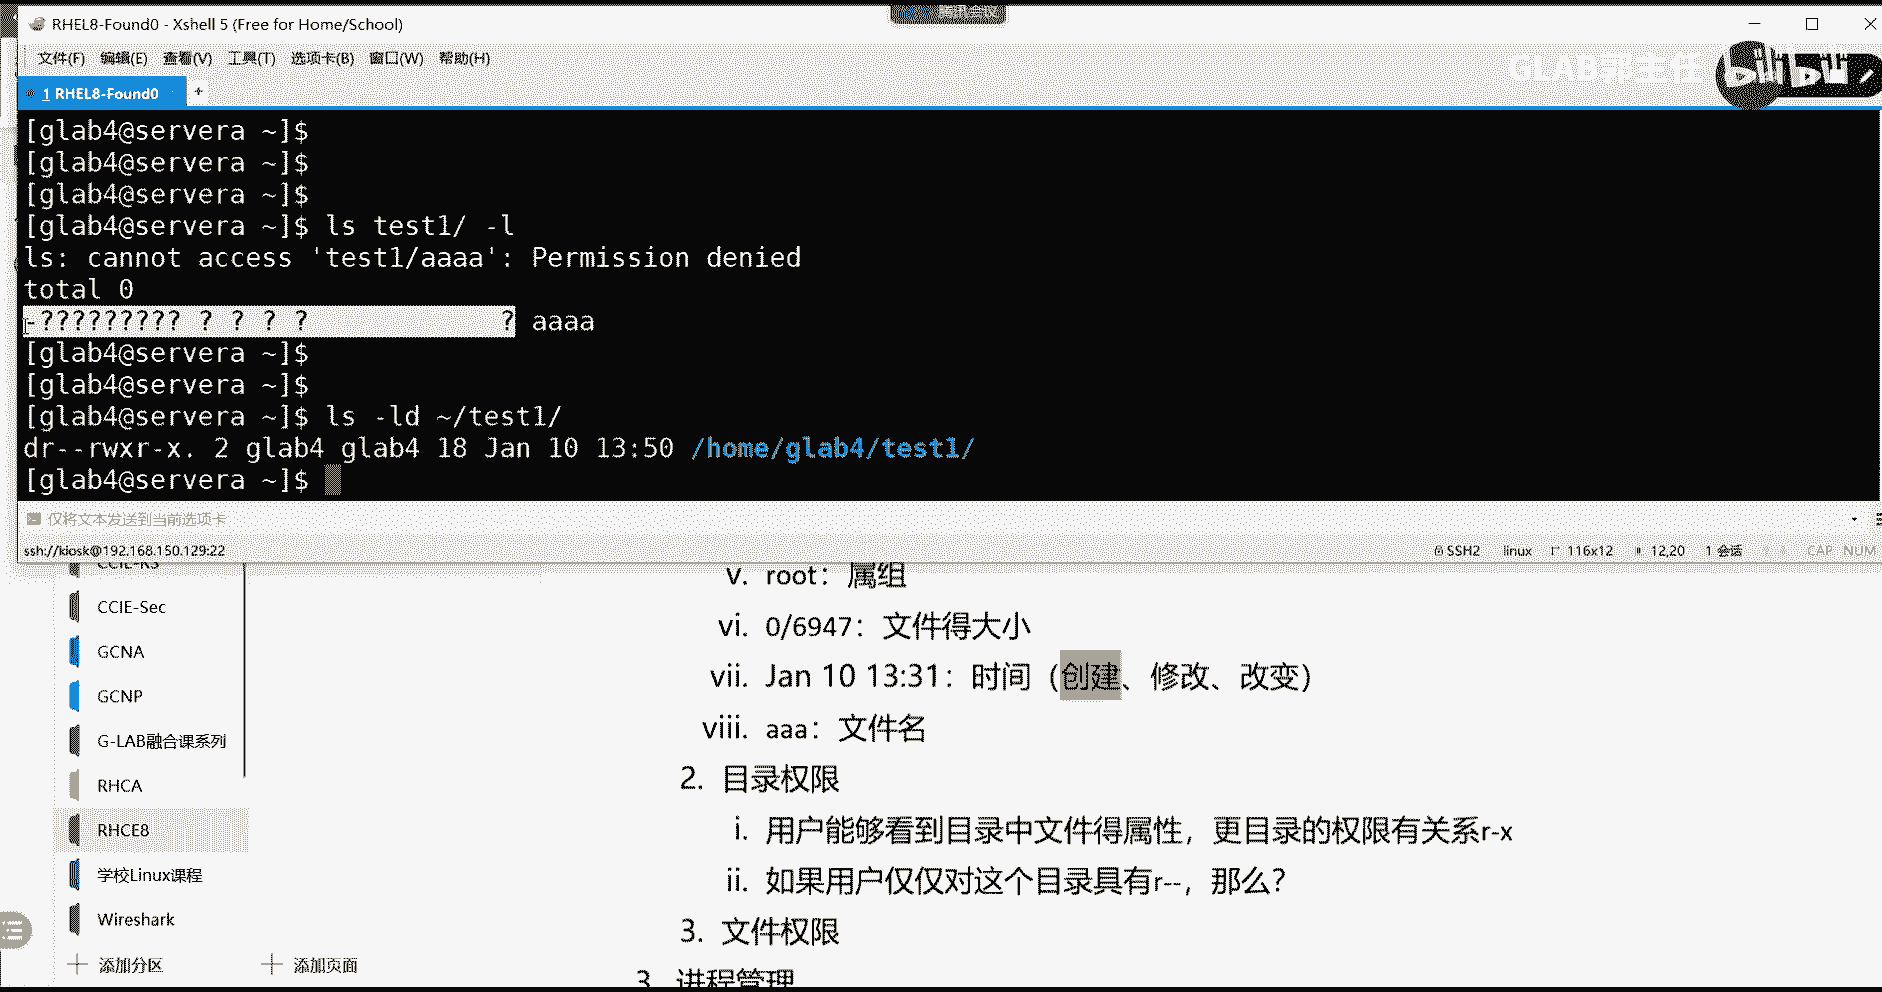 腾讯会议
RHEL8-Found0 - Xshell 5 (Free for Home/School)
文件(F) 编辑(E) 查看(V) 工具(T) 选项卡(B) 窗口(W) 帮助(H)
GLAB郭主任 bilibili
1 RHEL8-Found0 +
[glab4@servera ~]$
[glab4@servera ~]$
[glab4@servera ~]$
[glab4@servera ~]$ ls test1/ -l
ls: cannot access 'test1/aaaa': Permission denied
total 0
-????????? ? ? ? ?            ? aaaa
[glab4@servera ~]$
[glab4@servera ~]$
[glab4@servera ~]$ ls -ld ~/test1/
dr--rwxr-x. 2 glab4 glab4 18 Jan 10 13:50 /home/glab4/test1/
[glab4@servera ~]$
仅将文本发送到当前选项卡
ssh://kiosk@192.168.150.129:22 SSH2 linux 116x12 12,20 1 会话 CAP NUM
CCIE-RS
CCIE-Sec
GCNA
GCNP
G-LAB融合课系列
RHCA
RHCE8
学校Linux课程
Wireshark
添加分区 添加页面
v. root：属组
vi. 0/6947：文件得大小
vii. Jan 10 13:31：时间（创建、修改、改变）
viii. aaa：文件名
2. 目录权限
i. 用户能够看到目录中文件得属性，更目录的权限有关系r-x
ii. 如果用户仅仅对这个目录具有r--，那么？
3. 文件权限
3. 进程管理